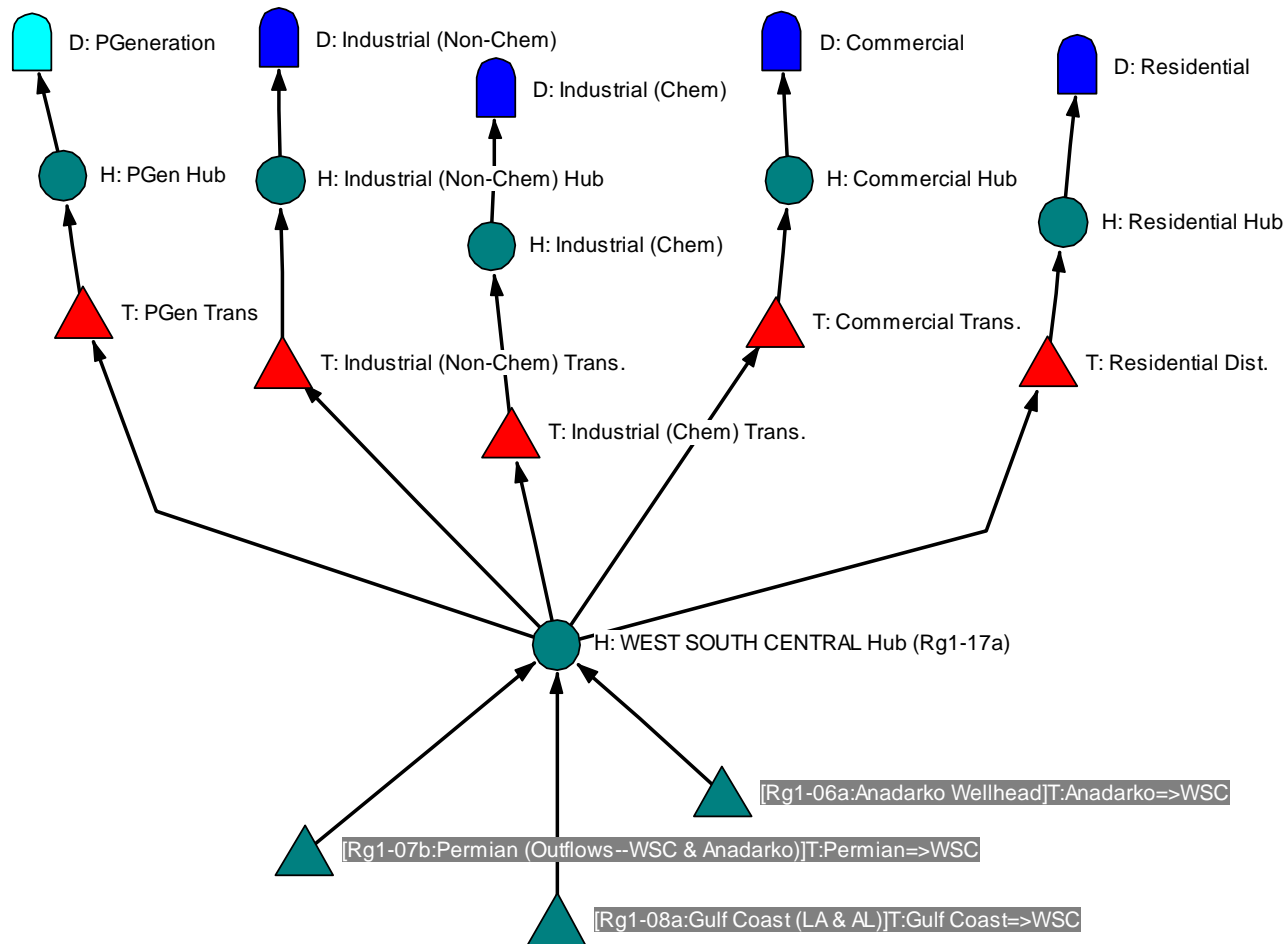 D: PGeneration
D: Industrial (Non-Chem)
D: Commercial
D: Residential
D: Industrial (Chem)
H: PGen Hub
H: Industrial (Non-Chem) Hub
H: Commercial Hub
H: Residential Hub
H: Industrial (Chem)
T: PGen Trans
T: Commercial Trans.
T: Industrial (Non-Chem) Trans.
T: Residential Dist.
T: Industrial (Chem) Trans.
H: WEST SOUTH CENTRAL Hub (Rg1-17a)
[Rg1-06a:Anadarko Wellhead]T:Anadarko=>WSC
[Rg1-07b:Permian (Outflows--WSC & Anadarko)]T:Permian=>WSC
[Rg1-08a:Gulf Coast (LA & AL)]T:Gulf Coast=>WSC